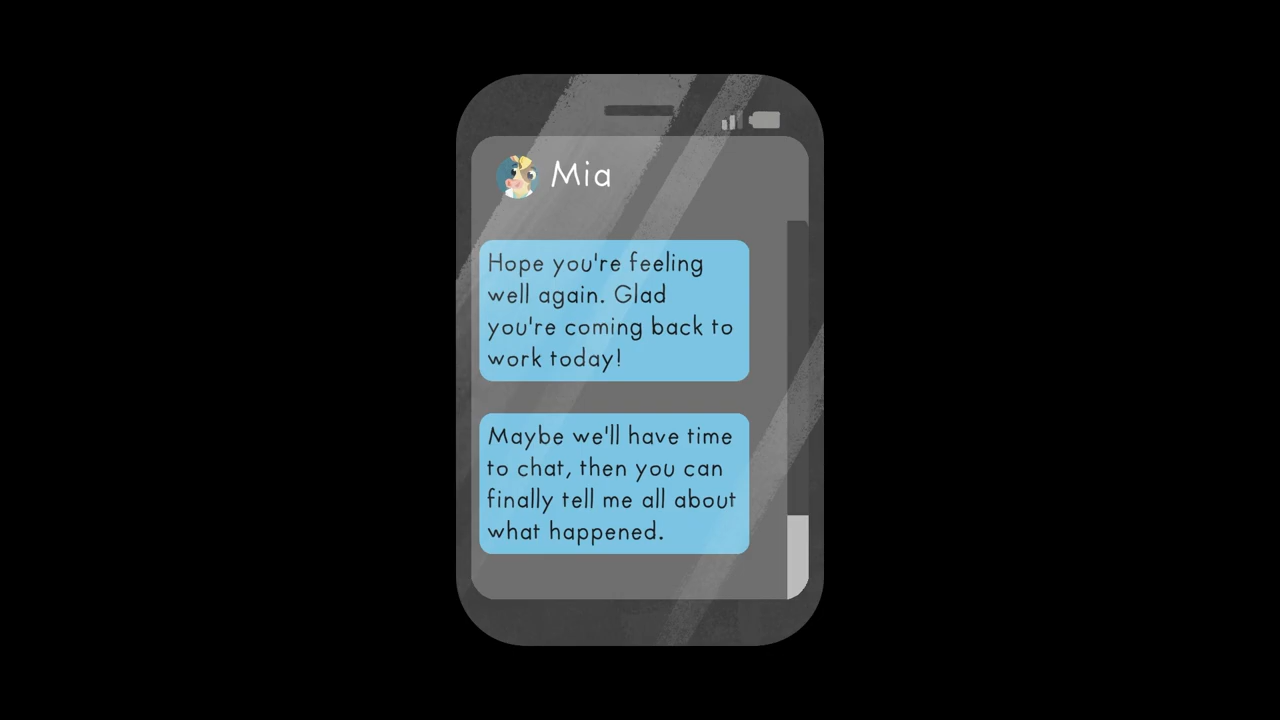 Mia
Hope you're feeling
well again. Glad
you're coming back to
work today!
Maybe we'll have time
to chat, then you can
finally tell me all about
what happened.